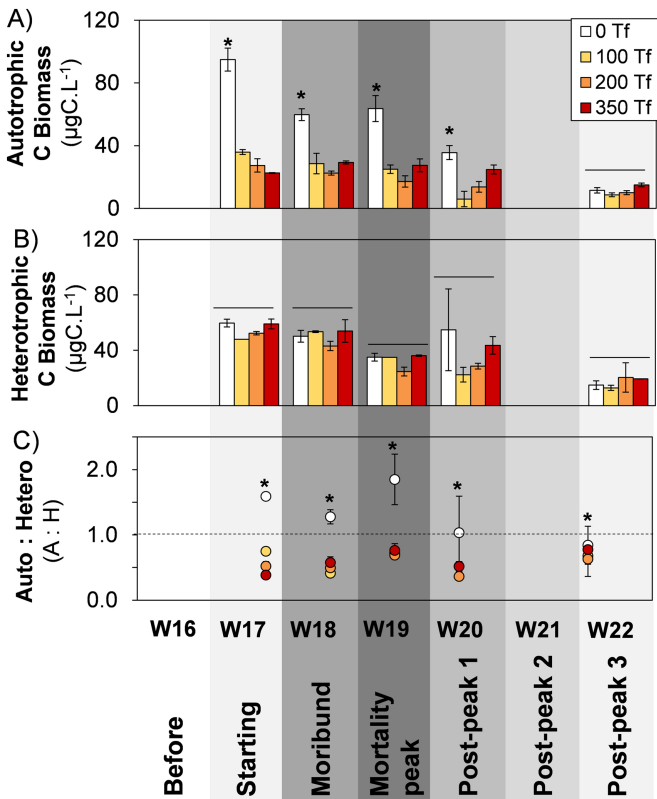 A)
Autotrophic
C Biomass
(µgC.L-1)
120
80
40
0
*
*
*
*
0 Tf
100 Tf
200 Tf
350 Tf
B)
Heterotrophic
C Biomass
(µgC.L-1)
120
80
40
0
C)
Auto : Hetero
(A : H)
2.0
1.0
0.0
*
*
*
*
*
W16
W17
W18
W19
W20
W21
W22
Before
Starting
Moribund
Mortality
peak
Post-peak 1
Post-peak 2
Post-peak 3